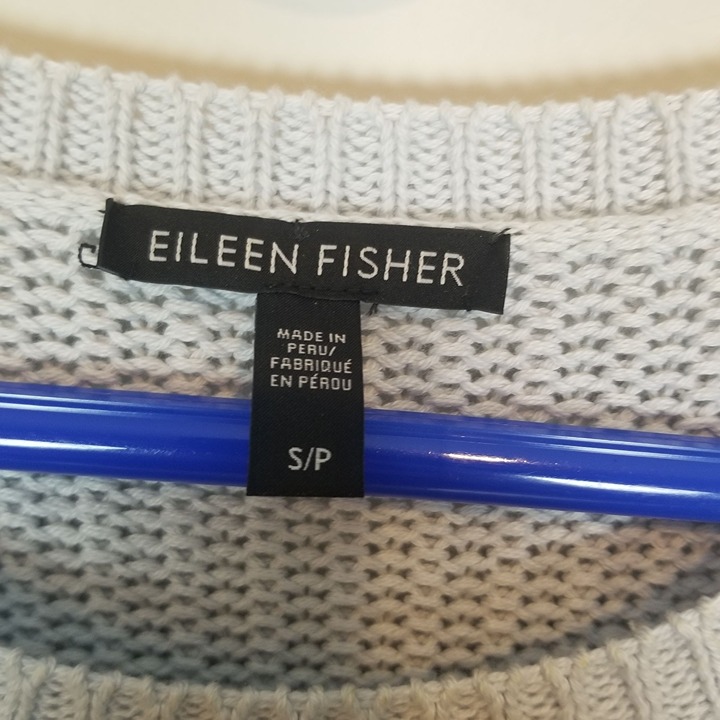 EILEEN FISHER
MADE IN
PERU/
FABRIQUÉ
EN PÉROU
S/P